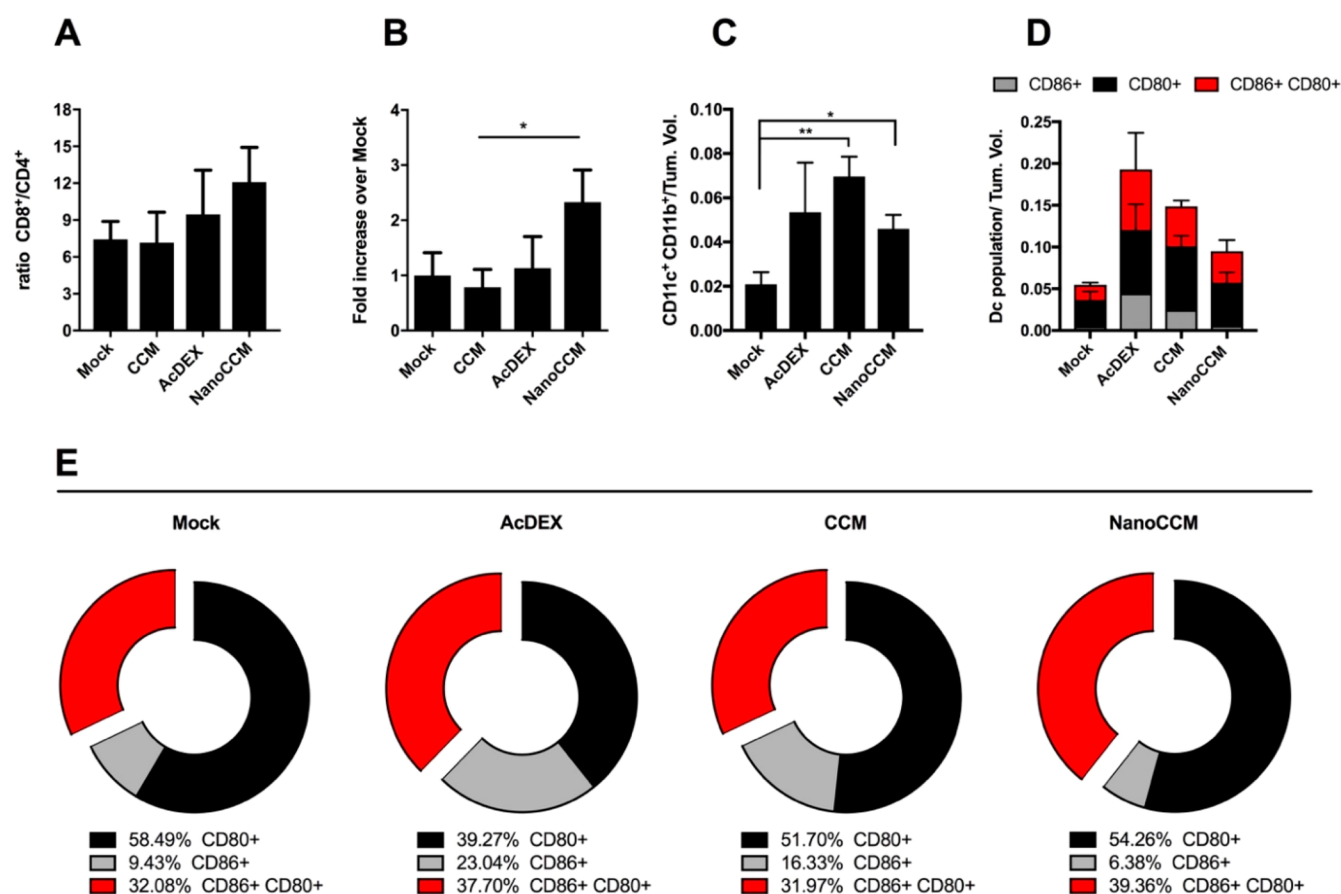 A
B
C
D
CD86+ CD80+ CD86+ CD80+
ratio CD8+/CD4+
18
15
12
9
6
3
0
Mock
CCM
AcDEX
NanoCCM
Fold increase over Mock
4
3
2
1
0
*
Mock
CCM
AcDEX
NanoCCM
CD11c+ CD11b+/Tum. Vol.
0.10
0.08
0.06
0.04
0.02
0.00
*
**
Mock
AcDEX
CCM
NanoCCM
Dc population/ Tum. Vol.
0.25
0.20
0.15
0.10
0.05
0.00
Mock
AcDEX
CCM
NanoCCM
E
Mock
58.49% CD80+
9.43% CD86+
32.08% CD86+ CD80+
AcDEX
39.27% CD80+
23.04% CD86+
37.70% CD86+ CD80+
CCM
51.70% CD80+
16.33% CD86+
31.97% CD86+ CD80+
NanoCCM
54.26% CD80+
6.38% CD86+
39.36% CD86+ CD80+